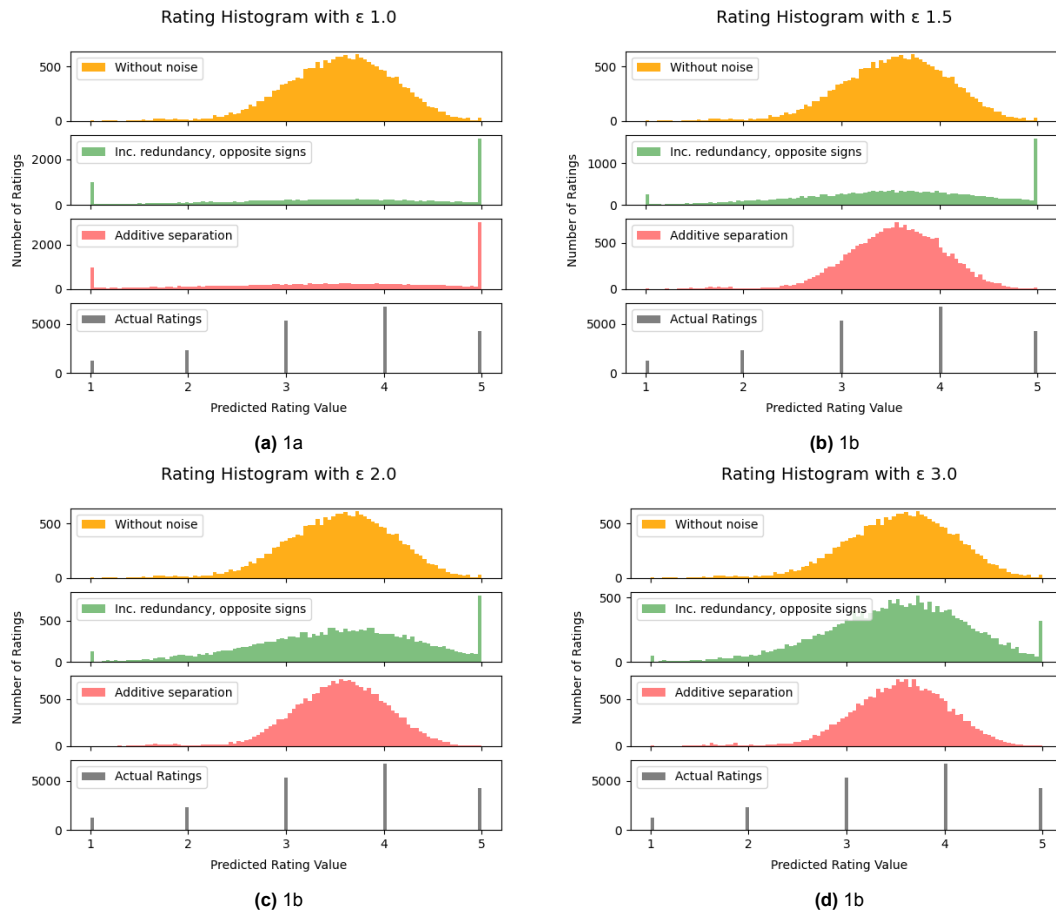 Rating Histogram with ε 1.0
500
0
Without noise
2000
0
Inc. redundancy, opposite signs
2000
0
Additive separation
5000
0
Actual Ratings
Number of Ratings
1 2 3 4 5
Predicted Rating Value
(a) 1a
Rating Histogram with ε 1.5
500
0
Without noise
1000
0
Inc. redundancy, opposite signs
500
0
Additive separation
5000
0
Actual Ratings
Number of Ratings
1 2 3 4 5
Predicted Rating Value
(b) 1b
Rating Histogram with ε 2.0
500
0
Without noise
500
0
Inc. redundancy, opposite signs
500
0
Additive separation
5000
0
Actual Ratings
Number of Ratings
1 2 3 4 5
Predicted Rating Value
(c) 1b
Rating Histogram with ε 3.0
500
0
Without noise
500
0
Inc. redundancy, opposite signs
500
0
Additive separation
5000
0
Actual Ratings
Number of Ratings
1 2 3 4 5
Predicted Rating Value
(d) 1b